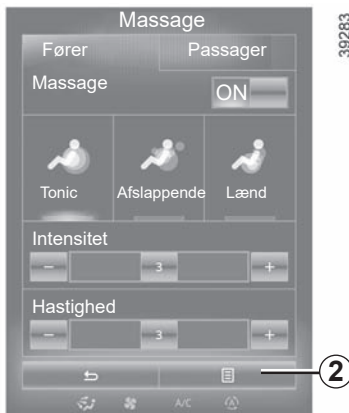 Massage
Fører Passager
Massage ON
Tonic Afslappende Lænd
Intensitet
− 3 +
Hastighed
− 3 +
A/C
2
39283